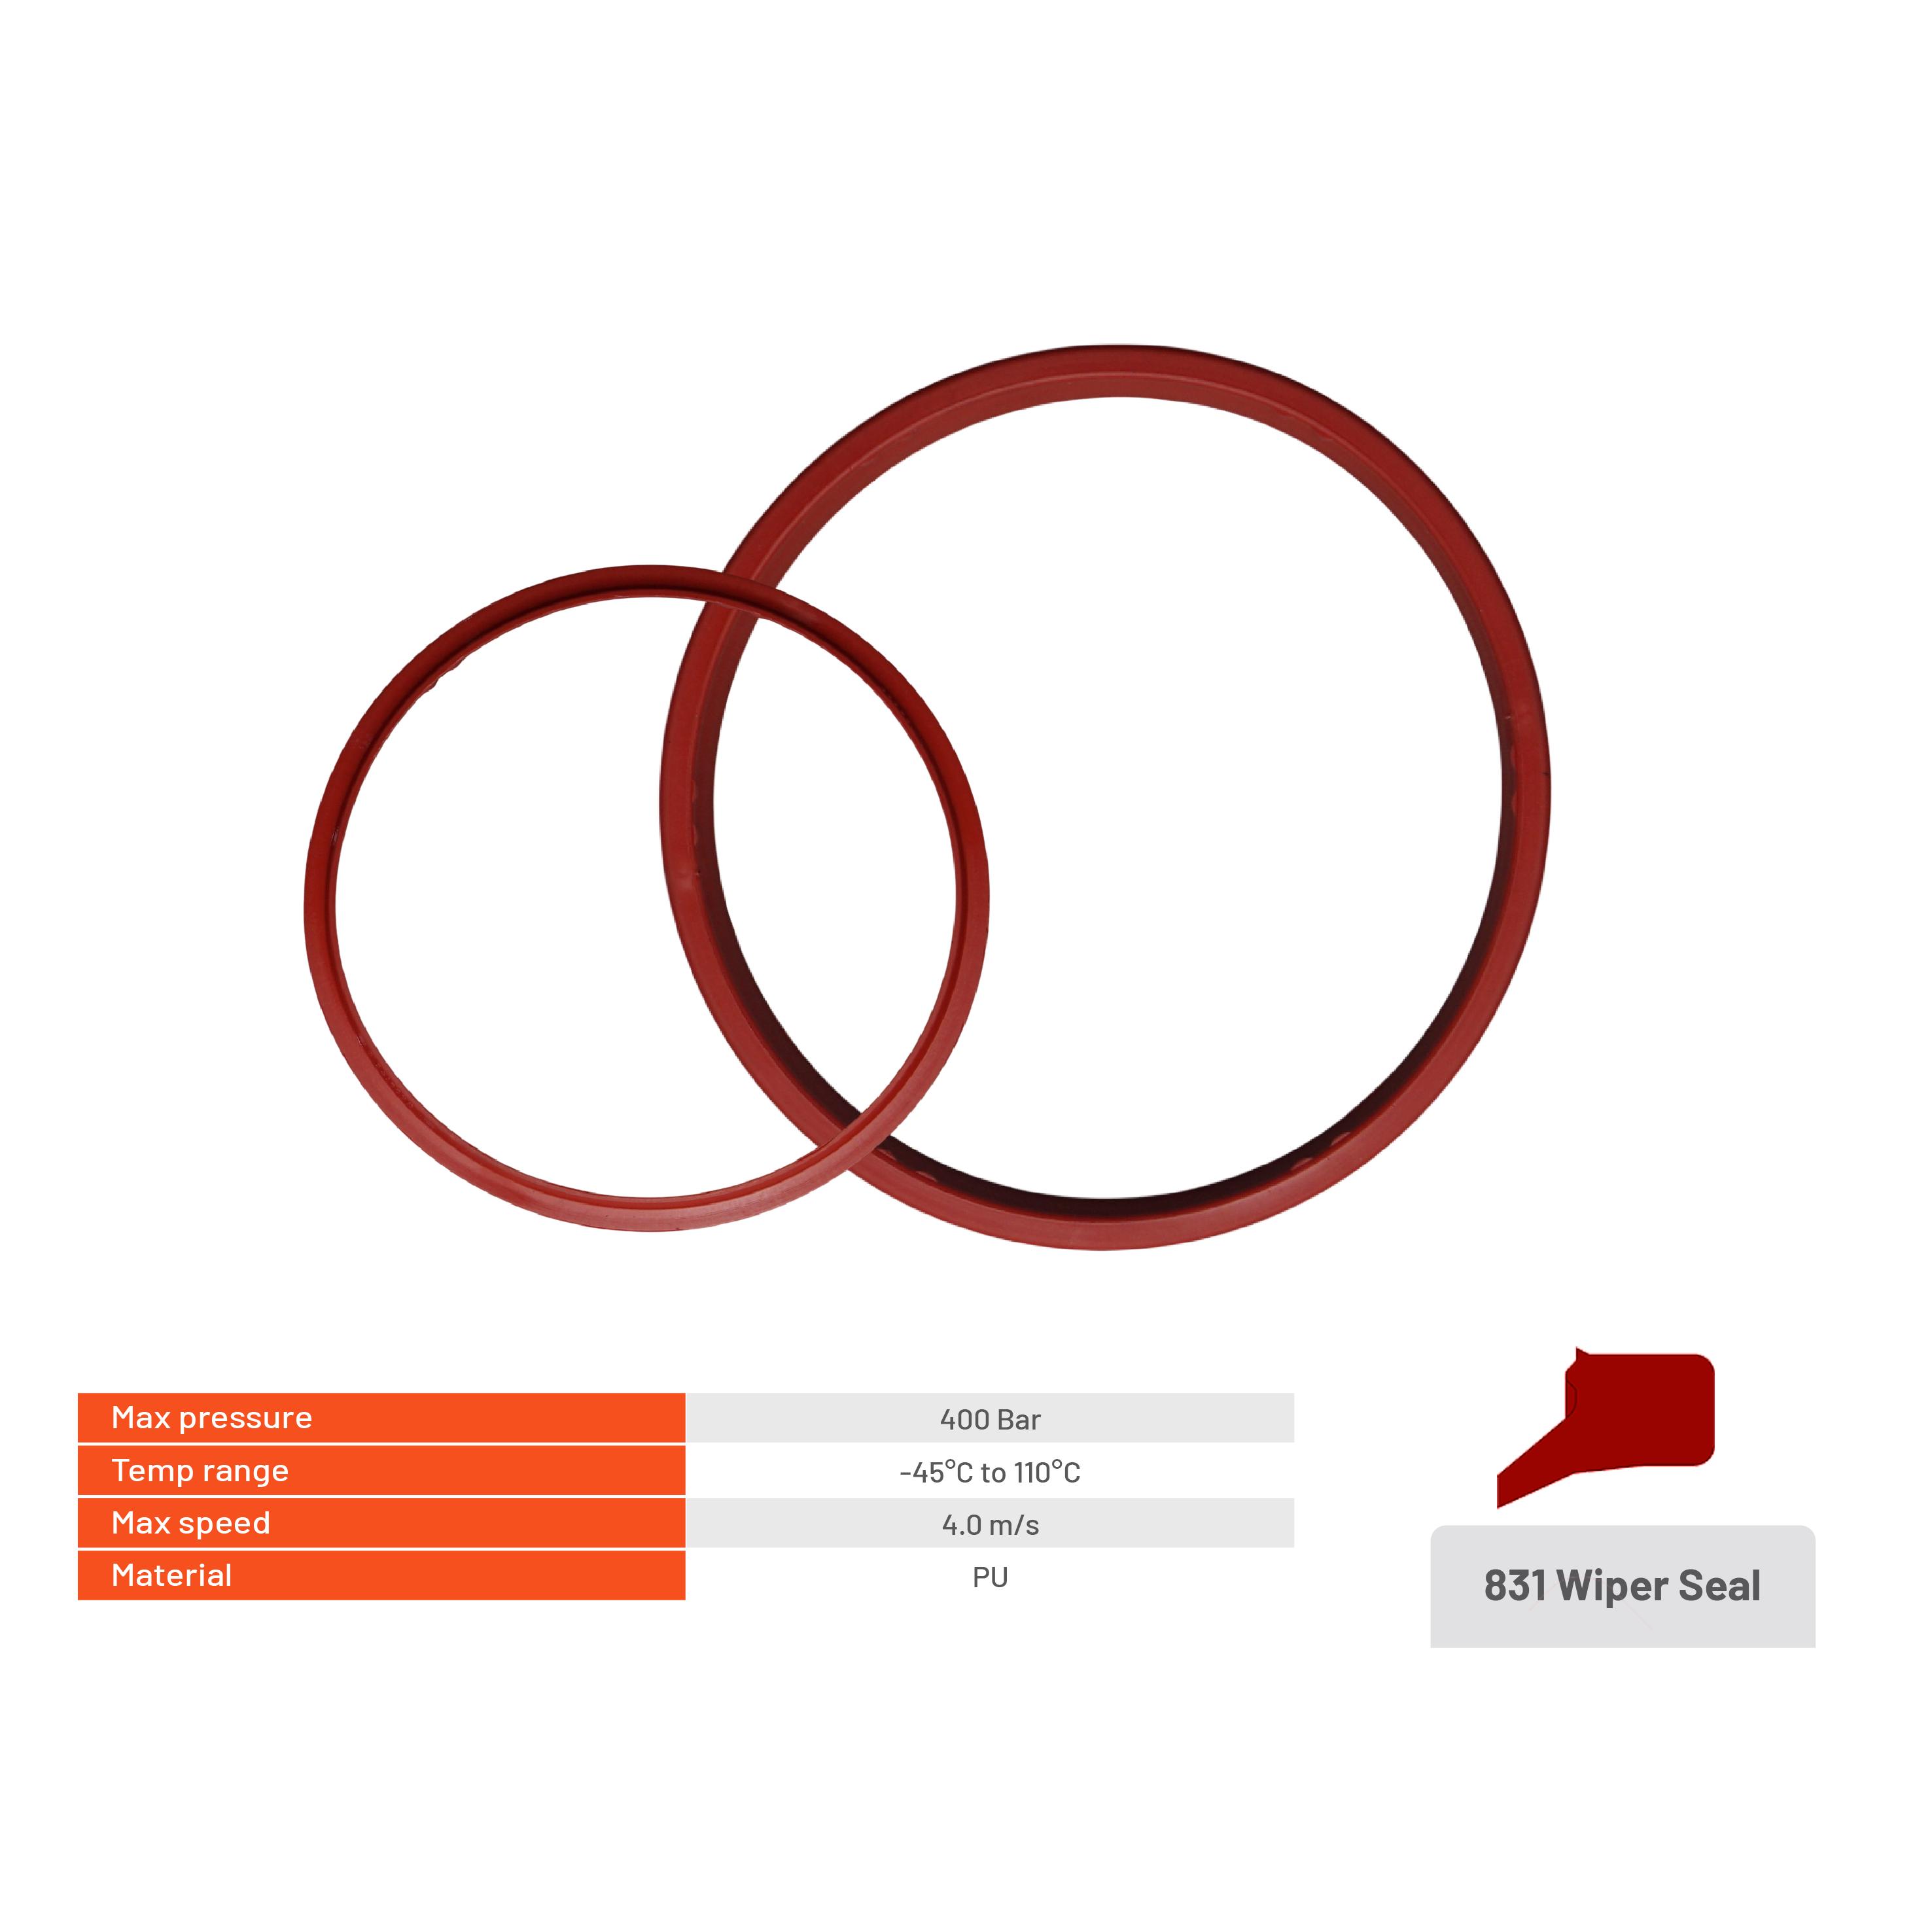 Max pressure 400 Bar
Temp range -45°C to 110°C
Max speed 4.0 m/s
Material PU
831 Wiper Seal